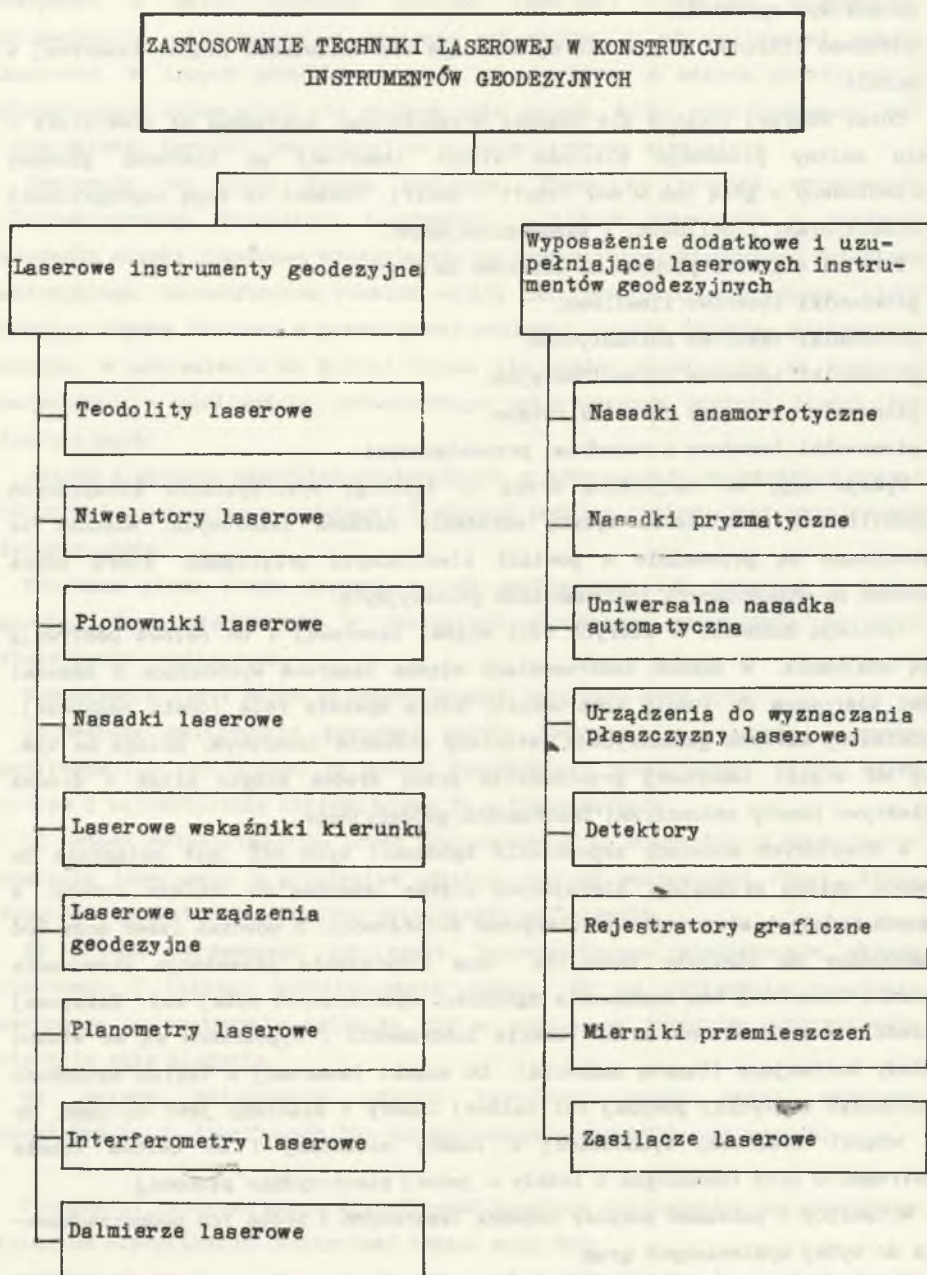 ZASTOSOWANIE TECHNIKI LASEROWEJ W KONSTRUKCJI
INSTRUMENTÓW GEODEZYJNYCH
Laserowe instrumenty geodezyjne
Wyposażenie dodatkowe i uzu-
pełniające laserowych instru-
mentów geodezyjnych
Teodolity laserowe
Niwelatory laserowe
Pionowniki laserowe
Nasadki laserowe
Laserowe wskaźniki kierunku
Laserowe urządzenia
geodezyjne
Planometry laserowe
Interferometry laserowe
Dalmierze laserowe
Nasadki anamorfotyczne
Nasadki pryzmatyczne
Uniwersalna nasadka
automatyczna
Urządzenia do wyznaczania
płaszczyzny laserowej
Detektory
Rejestratory graficzne
Mierniki przemieszczeń
Zasilacze laserowe